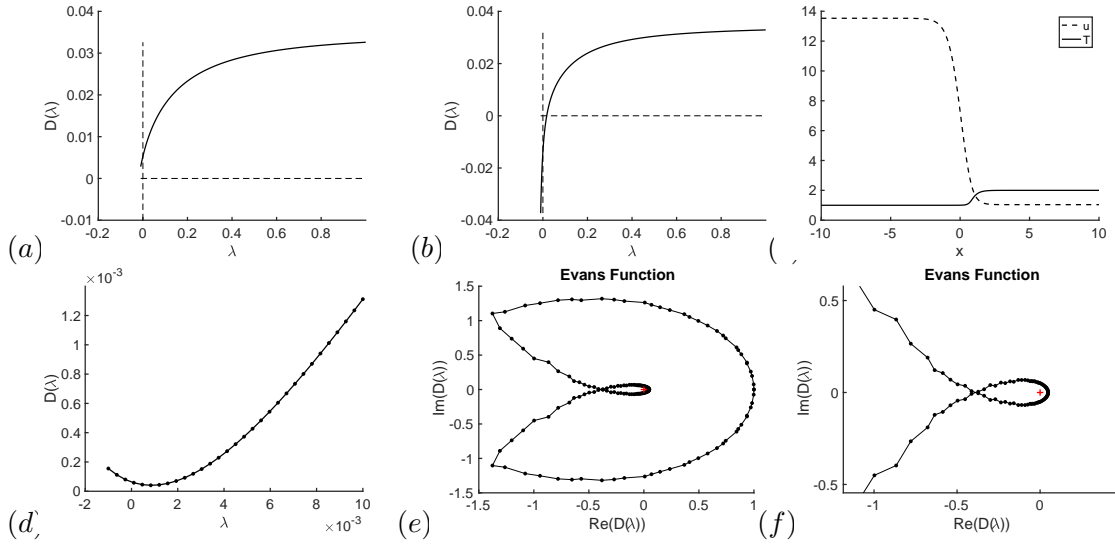 0.04
0.03
0.02
0.01
0
-0.01
D(λ)
-0.2 0 0.2 0.4 0.6 0.8
λ
(a)
0.04
0.02
0
-0.02
-0.04
D(λ)
-0.2 0 0.2 0.4 0.6 0.8
λ
(b)
14
12
10
8
6
4
2
0
u
T
-10 -5 0 5 10
x
(
×10⁻³
1.2
1
0.8
0.6
0.4
0.2
0
D(λ)
-2 0 2 4 6 8 10
λ
×10⁻³
(d)
Evans Function
1.5
1
0.5
0
-0.5
-1
-1.5
Im(D(λ))
-1.5 -1 -0.5 0 0.5 1
Re(D(λ))
(e)
Evans Function
0.5
0
-0.5
Im(D(λ))
-1 -0.5 0
Re(D(λ))
(f)